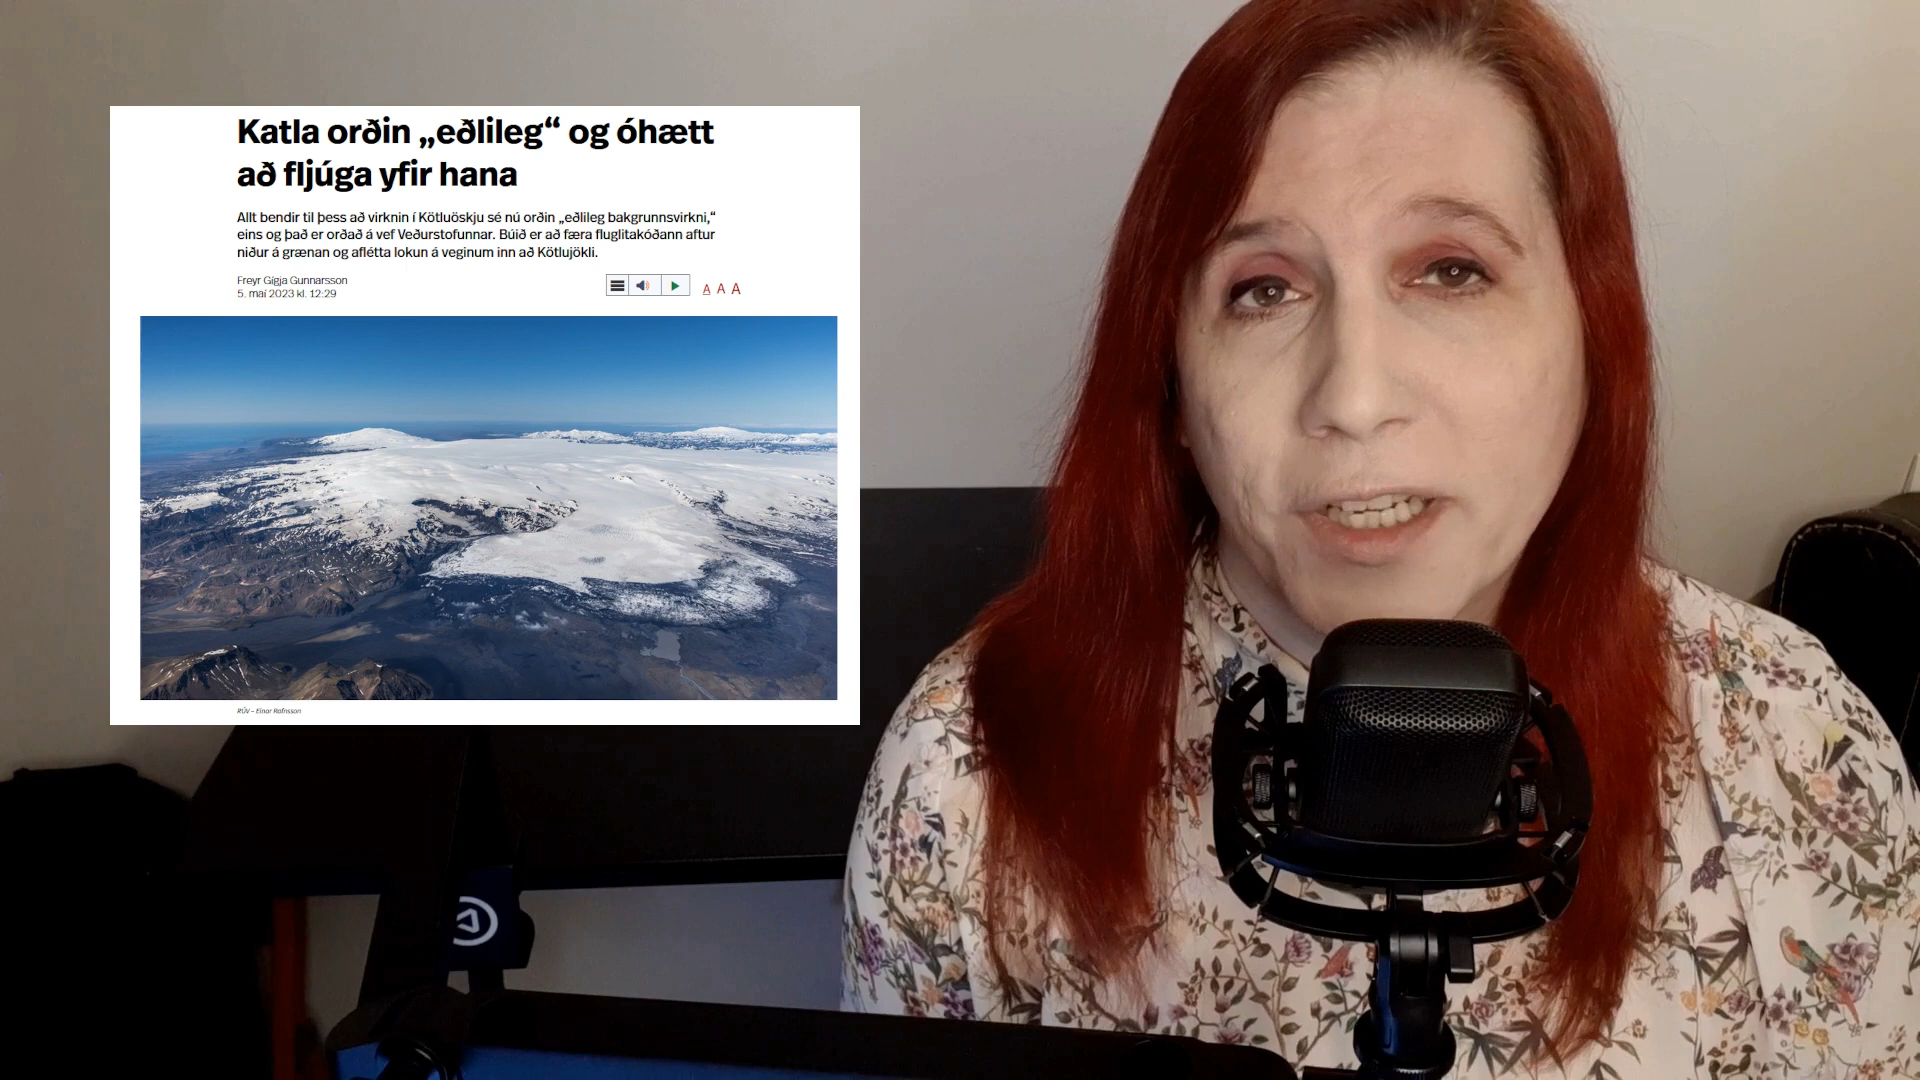 Katla orðin „eðlileg“ og óhætt
að fljúga yfir hana
Allt bendir til þess að virknin í Kötluöskju sé nú orðin „eðlileg bakgrunnsvirkni,“
eins og það er orðað á vef Veðurstofunnar. Búið er að færa fluglitakóðann aftur
niður á grænan og aflétta lokun á veginum inn að Kötlujökli.
Freyr Gígja Gunnarsson
5. maí 2023 kl. 12:29
A A A
RÚV – Einar Rafnsson